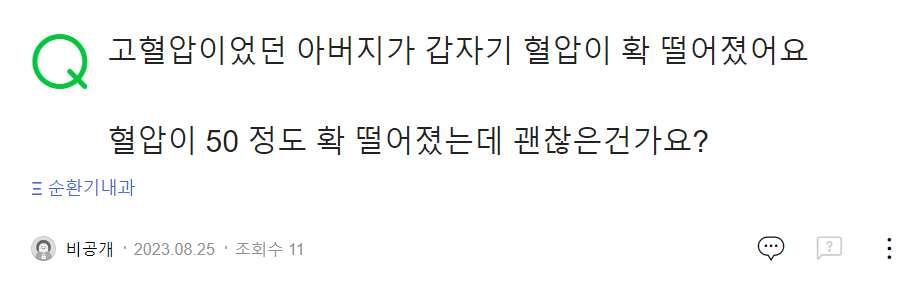 고혈압이었던 아버지가 갑자기 혈압이 확 떨어졌어요
혈압이 50 정도 확 떨어졌는데 괜찮은건가요?
순환기내과
비공개 · 2023.08.25 · 조회수 11